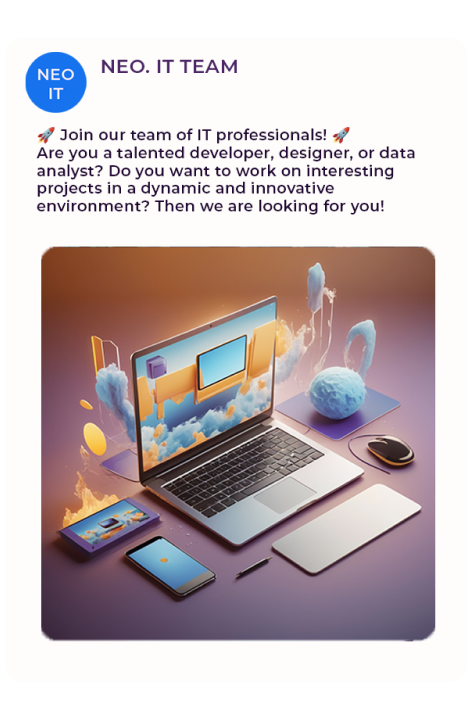 NEO
IT
NEO. IT TEAM
🚀 Join our team of IT professionals! 🚀
Are you a talented developer, designer, or data
analyst? Do you want to work on interesting
projects in a dynamic and innovative
environment? Then we are looking for you!